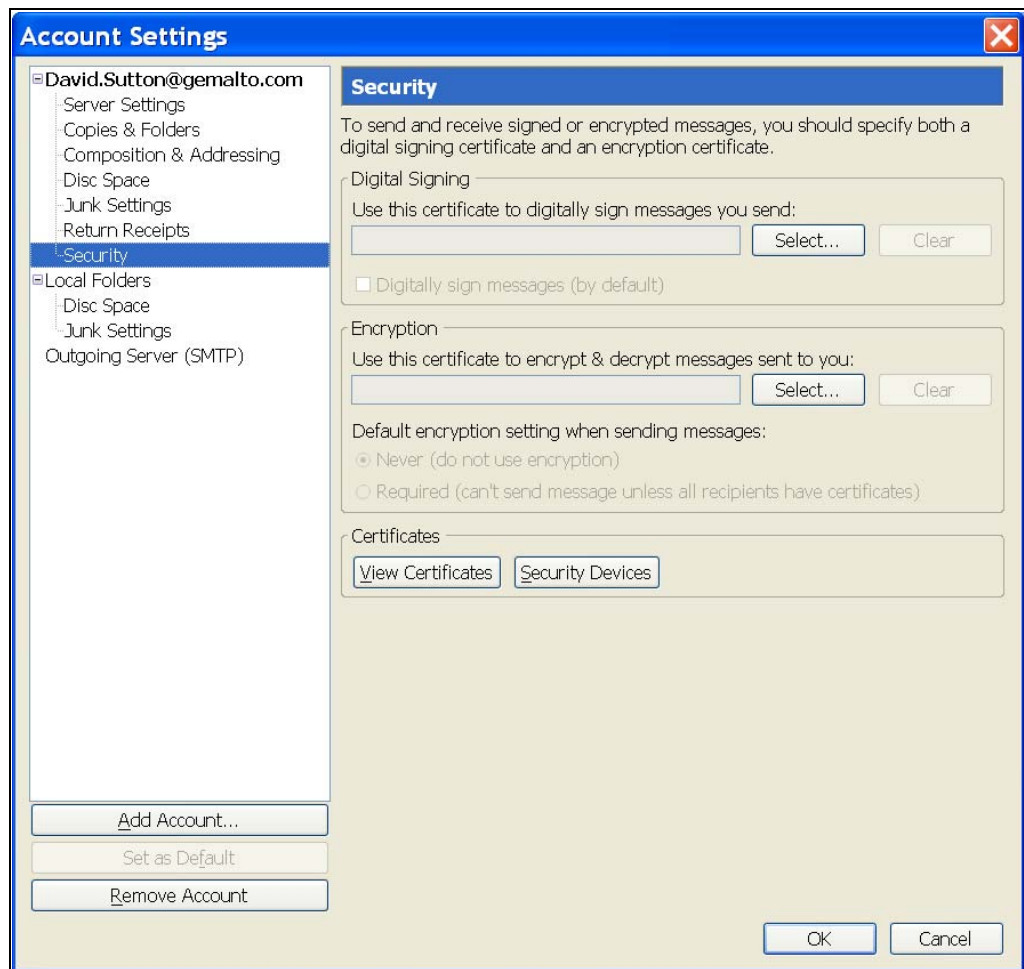 Account Settings
David.Sutton@gemalto.com
Server Settings
Copies & Folders
Composition & Addressing
Disc Space
Junk Settings
Return Receipts
Security
Local Folders
Disc Space
Junk Settings
Outgoing Server (SMTP)
Add Account...
Set as Default
Remove Account
Security
To send and receive signed or encrypted messages, you should specify both a
digital signing certificate and an encryption certificate.
Digital Signing
Use this certificate to digitally sign messages you send:
Select... Clear
Digitally sign messages (by default)
Encryption
Use this certificate to encrypt & decrypt messages sent to you:
Select... Clear
Default encryption setting when sending messages:
Never (do not use encryption)
Required (can't send message unless all recipients have certificates)
Certificates
View Certificates Security Devices
OK Cancel